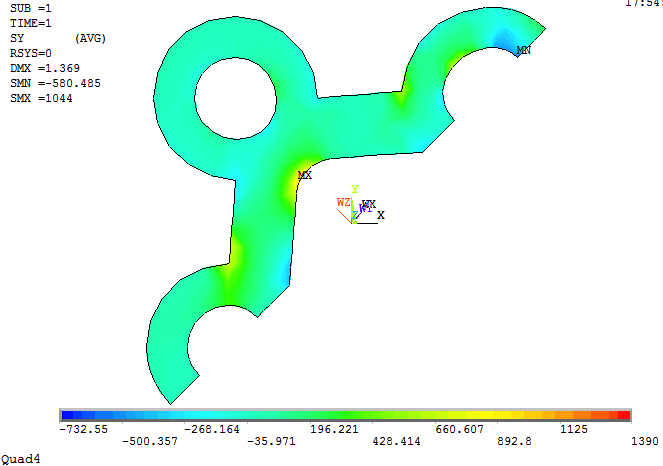 17:54:
SUB =1
TIME=1
SY (AVG)
RSYS=0
DMX =1.369
SMN =-580.485
SMX =1044
MN
MX
Y
WZ WX
WY
Z X
-732.55 -268.164 196.221 660.607 1125
-500.357 -35.971 428.414 892.8 1390
Quad4